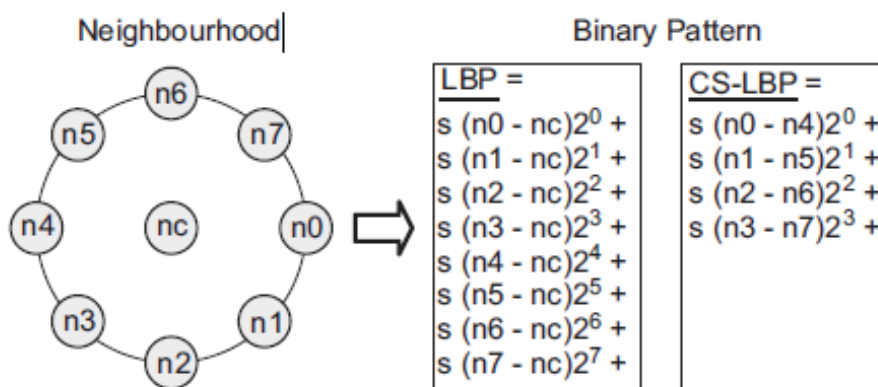 Neighbourhood
Binary Pattern
n6
n5
n7
n4
nc
n0
n3
n1
n2
LBP =
s (n0 - nc)2⁰ +
s (n1 - nc)2¹ +
s (n2 - nc)2² +
s (n3 - nc)2³ +
s (n4 - nc)2⁴ +
s (n5 - nc)2⁵ +
s (n6 - nc)2⁶ +
s (n7 - nc)2⁷ +
CS-LBP =
s (n0 - n4)2⁰ +
s (n1 - n5)2¹ +
s (n2 - n6)2² +
s (n3 - n7)2³ +